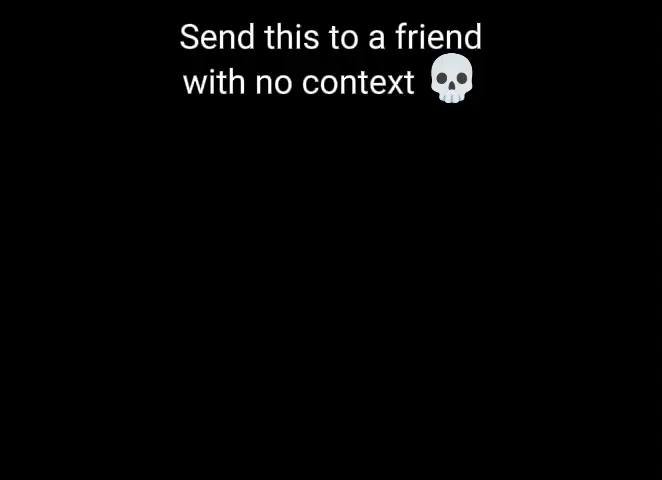 Send this to a friend
with no context 💀